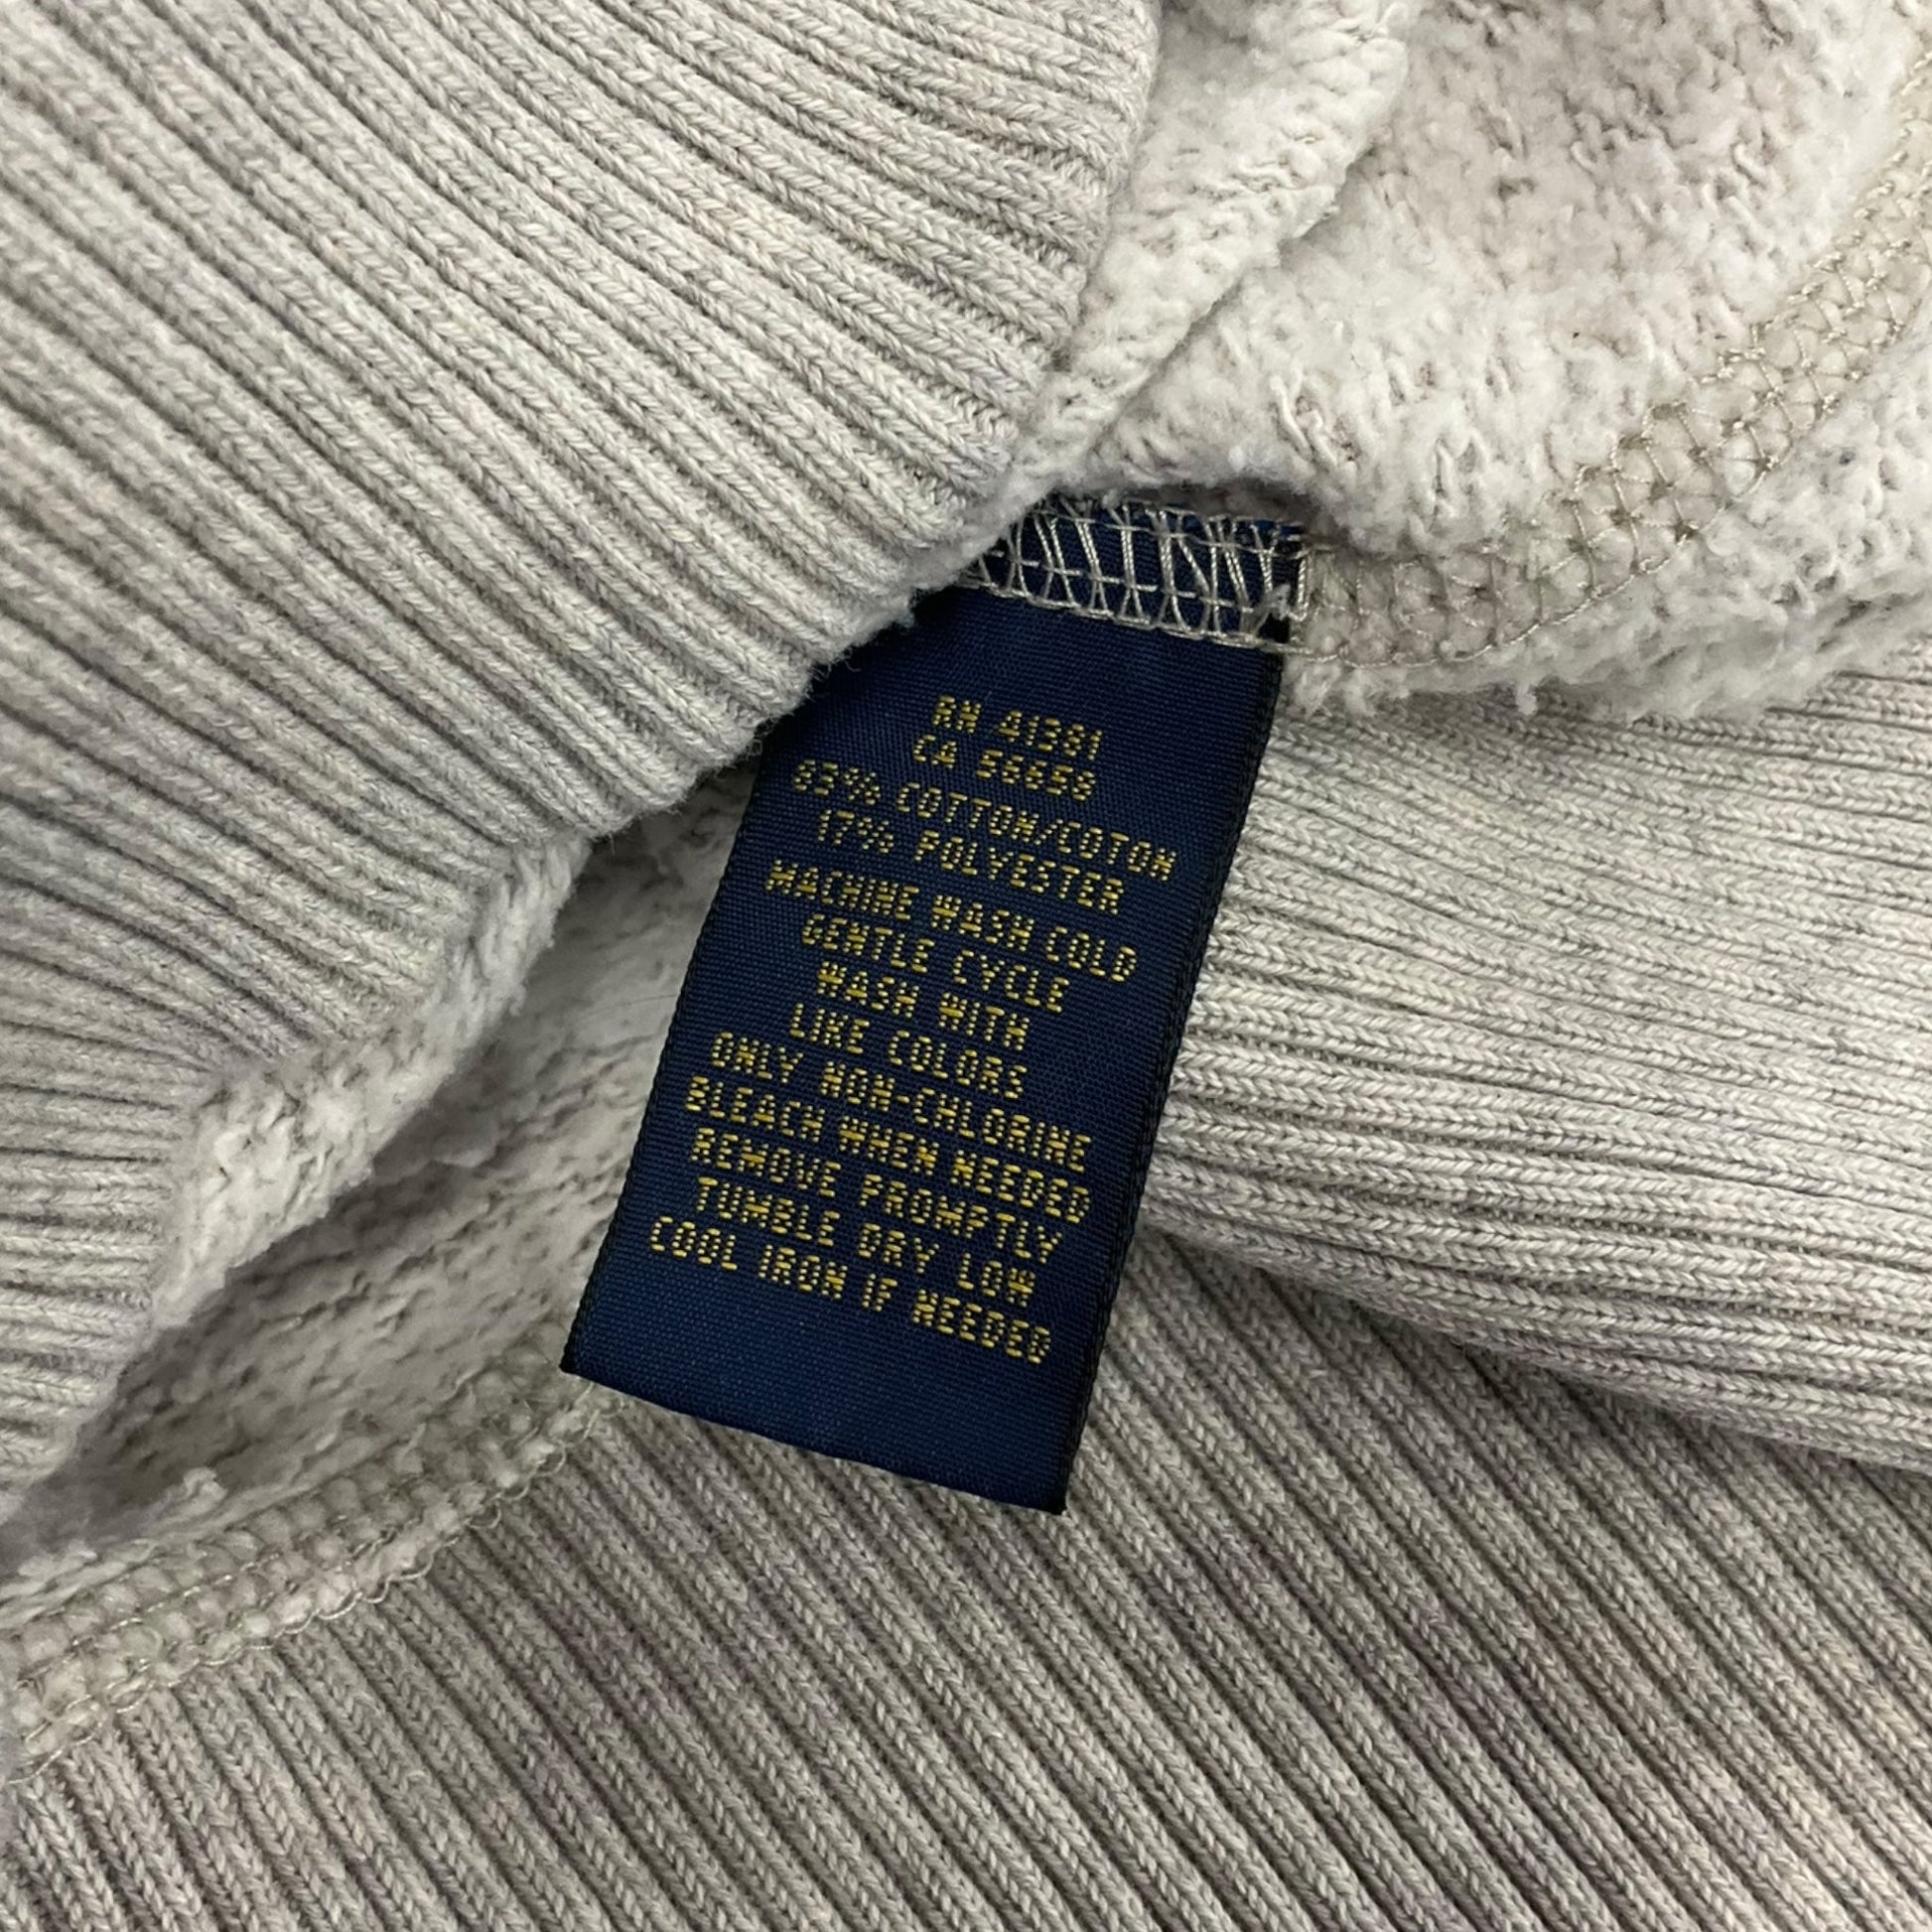 RN 41381
CA 56658
83% COTTON/COTON
17% POLYESTER
MACHINE WASH COLD
GENTLE CYCLE
WASH WITH
LIKE COLORS
ONLY NON-CHLORINE
BLEACH WHEN NEEDED
REMOVE PROMPTLY
TUMBLE DRY LOW
COOL IRON IF NEEDED